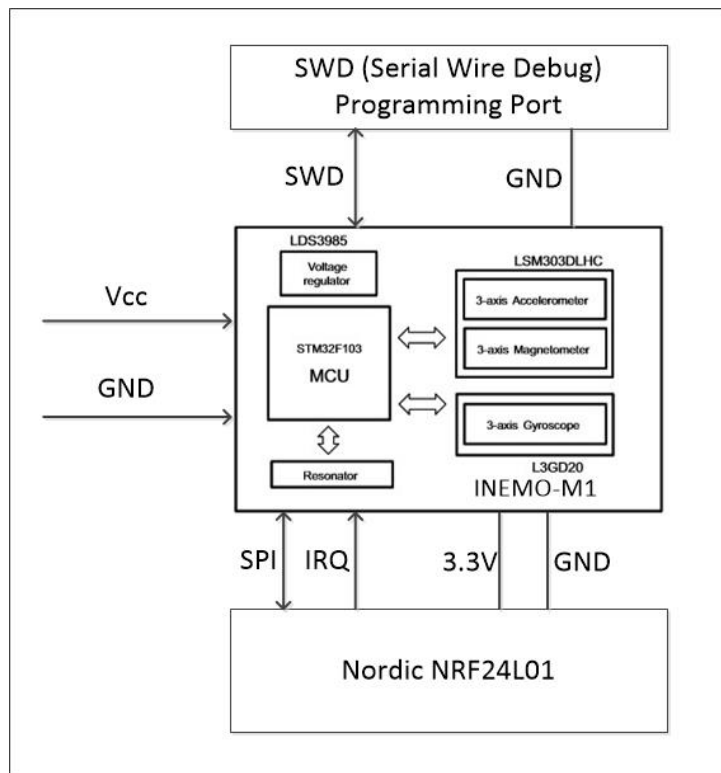 SWD (Serial Wire Debug)
Programming Port
SWD
GND
LDS3985
Voltage
regulator
LSM303DLHC
3-axis Accelerometer
3-axis Magnetometer
Vcc
GND
STM32F103
MCU
3-axis Gyroscope
L3GD20
Resonator
INEMO-M1
SPI
IRQ
3.3V
GND
Nordic NRF24L01